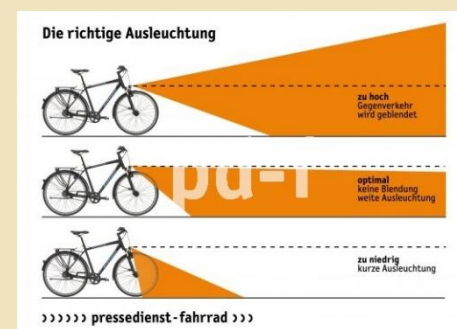 Die richtige Ausleuchtung
zu hoch
Gegenverkehr
wird geblendet
pd-f
optimal
keine Blendung
weite Ausleuchtung
zu niedrig
kurze Ausleuchtung
›››››› pressedienst-fahrrad ›››